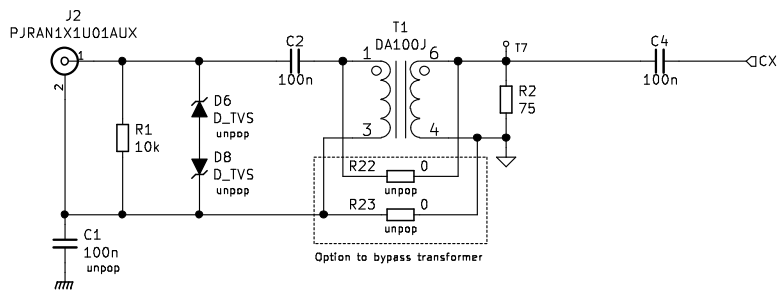 J2
PJRAN1X1U01AUX
1
2
R1
10k
D6
D_TVS
unpop
D8
D_TVS
unpop
C1
100n
unpop
C2
100n
T1
DA100J
1
6
3
4
T7
R2
75
C4
100n
CX
R22
0
unpop
R23
0
unpop
Option to bypass transformer